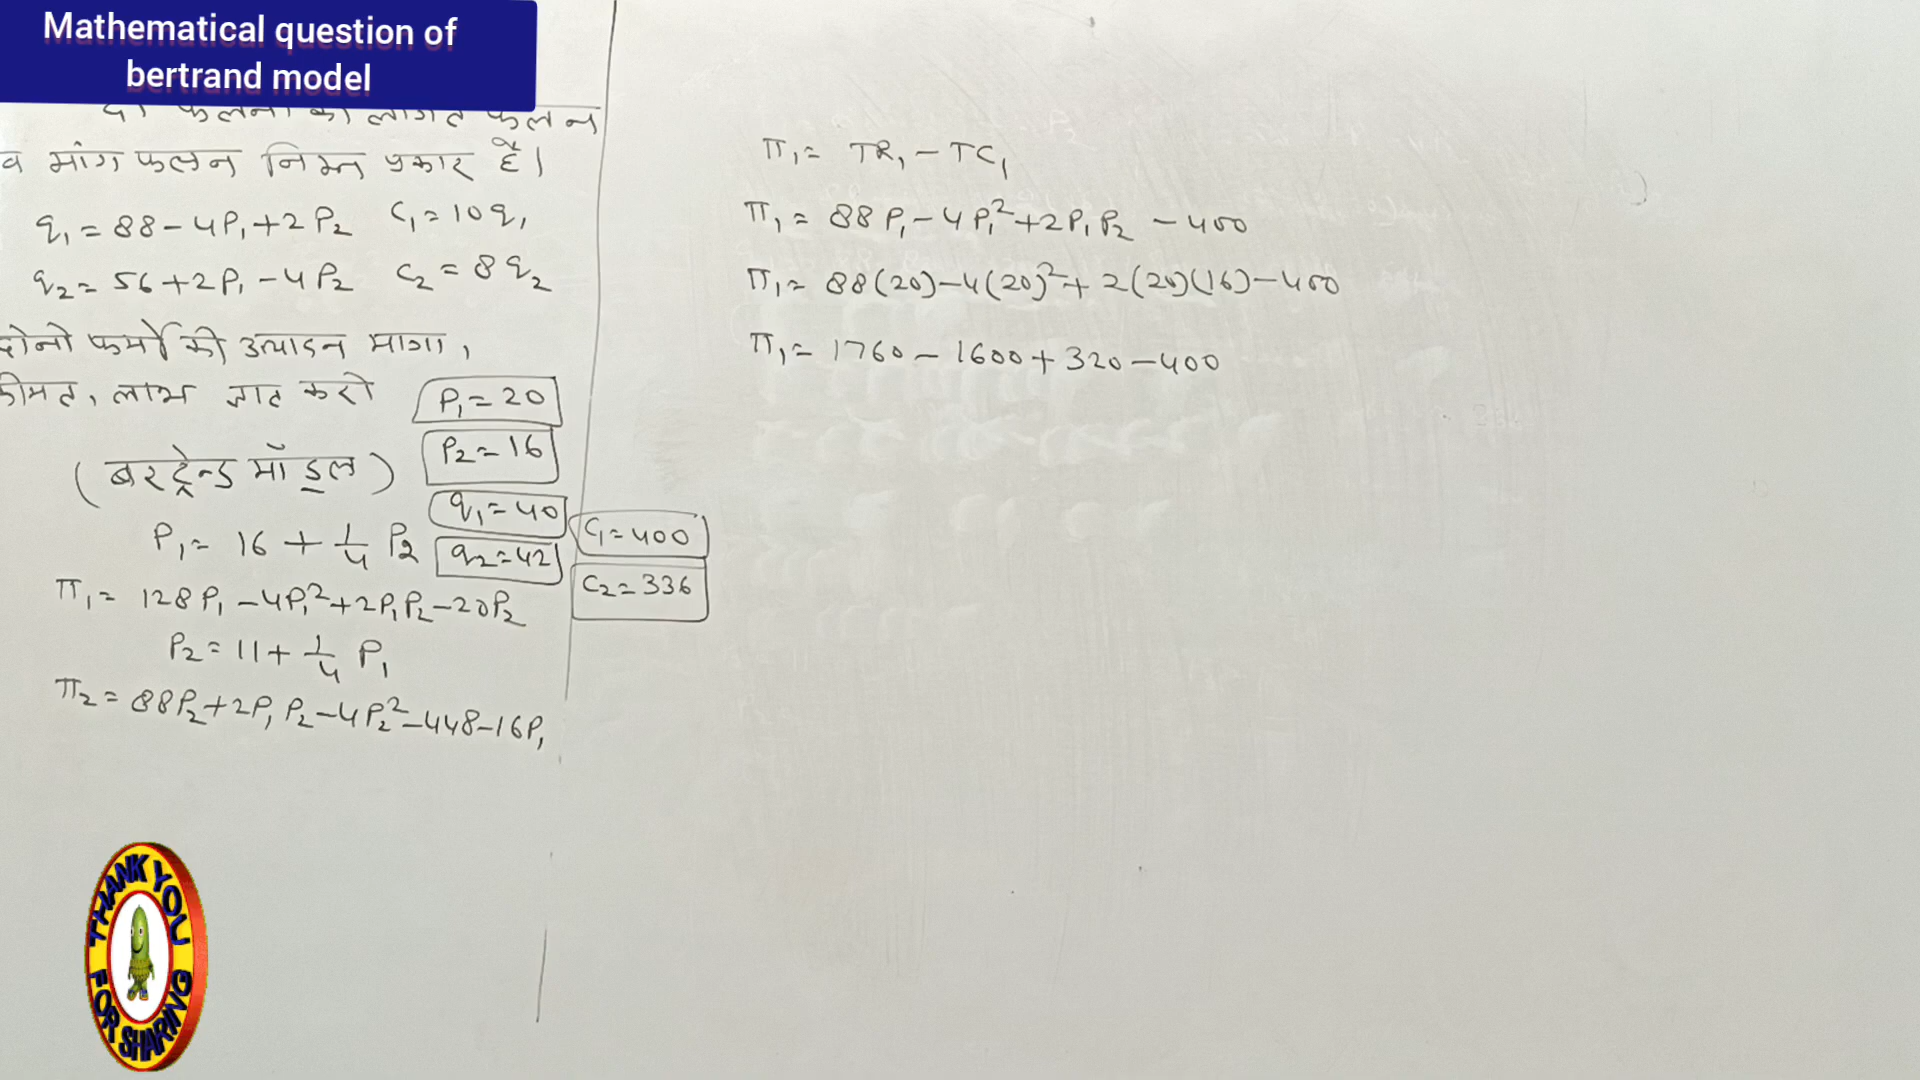 Mathematical question of
bertrand model
व मांग फलन निम्न प्रकार है।
q₁ = 88 - 4P₁ + 2P₂ C₁ = 10q₁
q₂ = 56 + 2P₁ - 4P₂ C₂ = 8q₂
दोनो फर्मो की उत्पादन मात्रा,
कीमत, लाभ ज्ञात करो
(बरट्रेन्ड मॉडल)
P₁ = 20
P₂ = 16
q₁ = 40
q₂ = 42
C₁ = 400
C₂ = 336
P₁ = 16 + 1/4 P₂
π₁ = 128P₁ - 4P₁² + 2P₁P₂ - 20P₂
P₂ = 11 + 1/4 P₁
π₂ = 88P₂ + 2P₁P₂ - 4P₂² - 448 - 16P₁
π₁ = TR₁ - TC₁
π₁ = 88P₁ - 4P₁² + 2P₁P₂ - 400
π₁ = 88(20) - 4(20)² + 2(20)(16) - 400
π₁ = 1760 - 1600 + 320 - 400
THANK YOU
FOR SHARING